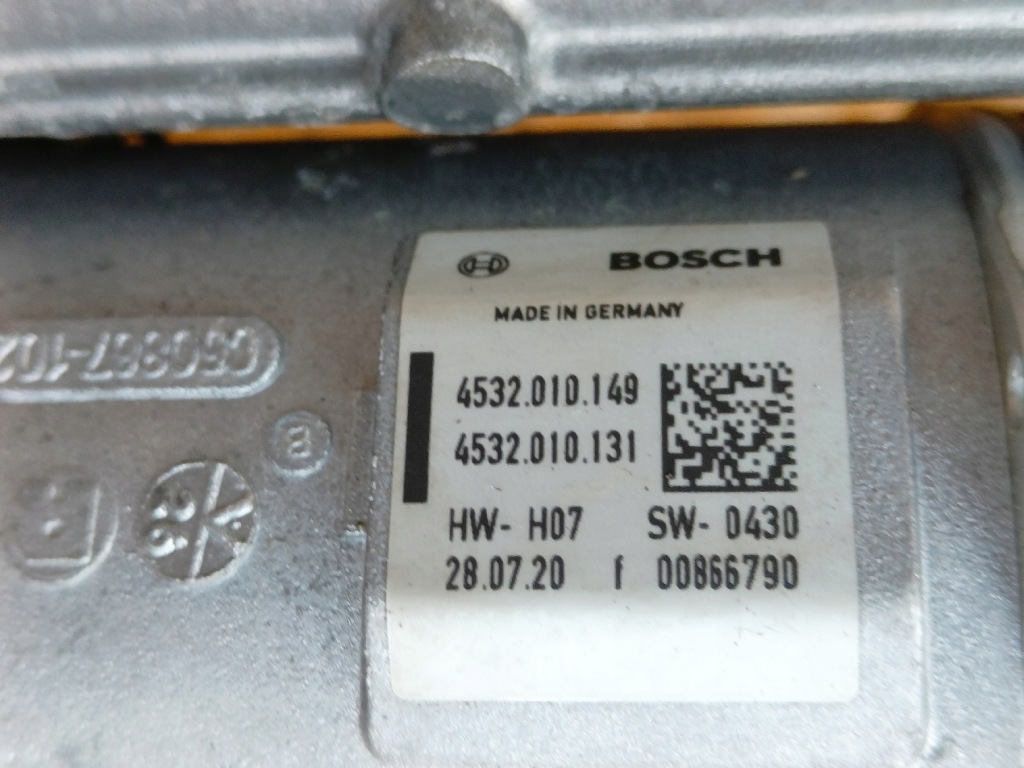 BOSCH
MADE IN GERMANY
4532.010.149
4532.010.131
HW- H07 SW- 0430
28.07.20 f 00866790